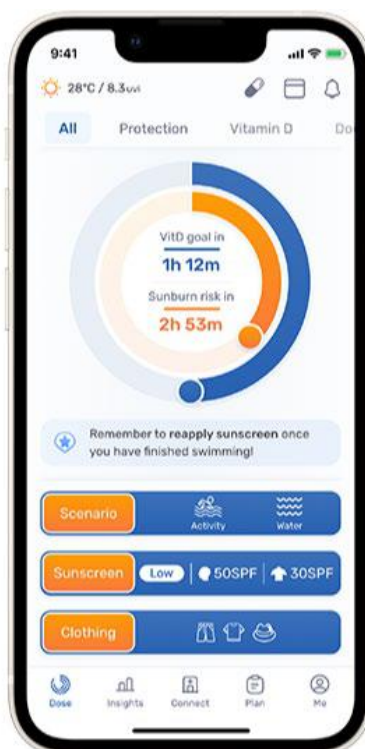 9:41
28°C / 8.3uvi
All Protection Vitamin D Do
VitD goal in
1h 12m
Sunburn risk in
2h 53m
Remember to reapply sunscreen once
you have finished swimming!
Scenario Activity Water
Sunscreen Low 50SPF 30SPF
Clothing
Dose Insights Connect Plan Me